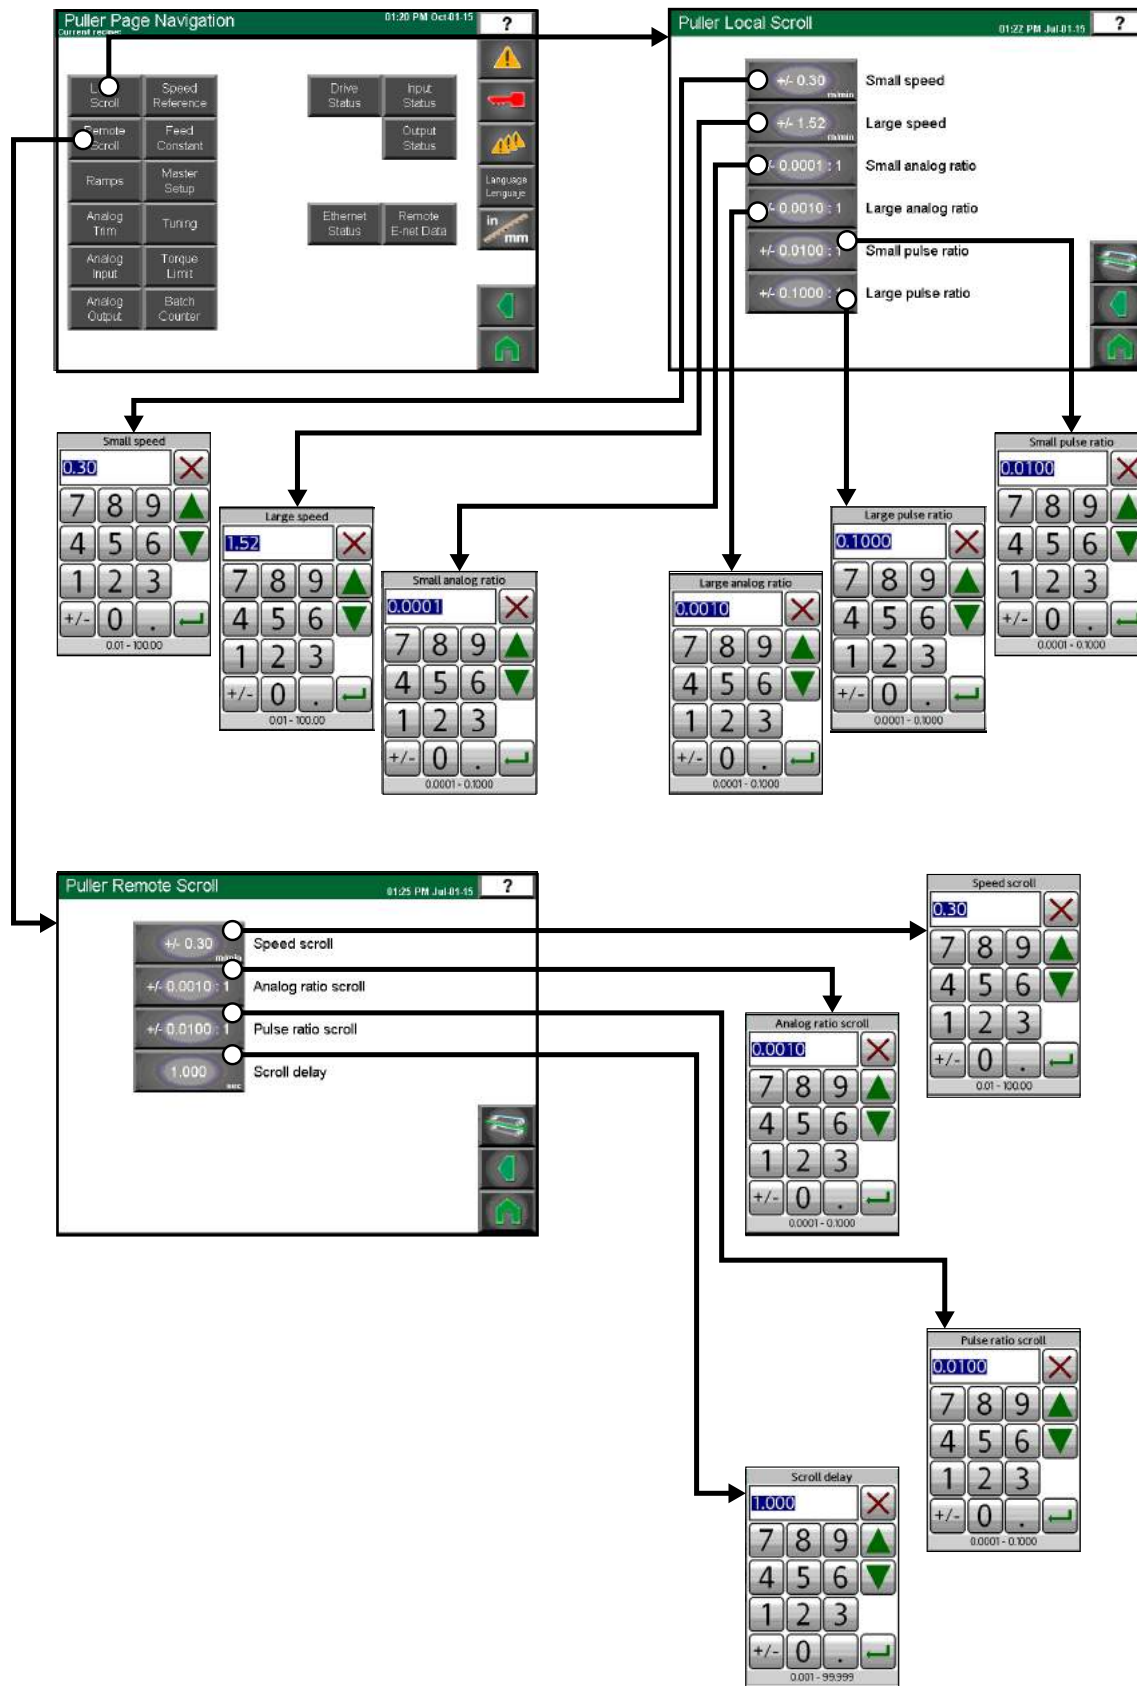 Puller Page Navigation
01:20 PM Oct-01-15
?
Current recipe:
Scroll
Speed
Reference
Drive
Status
Input
Status
Remote
Scroll
Feed
Constant
Output
Status
Ramps
Master
Setup
Language
Lenguaje
Analog
Trim
Tuning
Ethernet
Status
Remote
E-net Data
in
mm
Analog
Input
Torque
Limit
Analog
Output
Batch
Counter
Puller Local Scroll
01:22 PM Jul-01-15
?
+/- 0.30
m/min
Small speed
+/- 1.52
m/min
Large speed
- 0.0001 : 1
Small analog ratio
- 0.0010 : 1
Large analog ratio
+/- 0.0100 : 1
Small pulse ratio
+/- 0.1000 :
Large pulse ratio
Small speed
0.30
7 8 9
4 5 6
1 2 3
+/- 0 .
0.01 - 100.00
Large speed
1.52
7 8 9
4 5 6
1 2 3
+/- 0 .
0.01 - 100.00
Small analog ratio
0.0001
7 8 9
4 5 6
1 2 3
+/- 0 .
0.0001 - 0.1000
Large analog ratio
0.0010
7 8 9
4 5 6
1 2 3
+/- 0 .
0.0001 - 0.1000
Large pulse ratio
0.1000
7 8 9
4 5 6
1 2 3
+/- 0 .
0.0001 - 0.1000
Small pulse ratio
0.0100
7 8 9
4 5 6
1 2 3
+/- 0 .
0.0001 - 0.1000
Puller Remote Scroll
01:25 PM Jul-01-15
?
+/- 0.30
m/min
Speed scroll
+/- 0.0010 : 1
Analog ratio scroll
+/- 0.0100 : 1
Pulse ratio scroll
1.000
sec
Scroll delay
Speed scroll
0.30
7 8 9
4 5 6
1 2 3
+/- 0 .
0.01 - 100.00
Analog ratio scroll
0.0010
7 8 9
4 5 6
1 2 3
+/- 0 .
0.0001 - 0.1000
Pulse ratio scroll
0.0100
7 8 9
4 5 6
1 2 3
+/- 0 .
0.0001 - 0.1000
Scroll delay
1.000
7 8 9
4 5 6
1 2 3
+/- 0 .
0.001 - 99.999